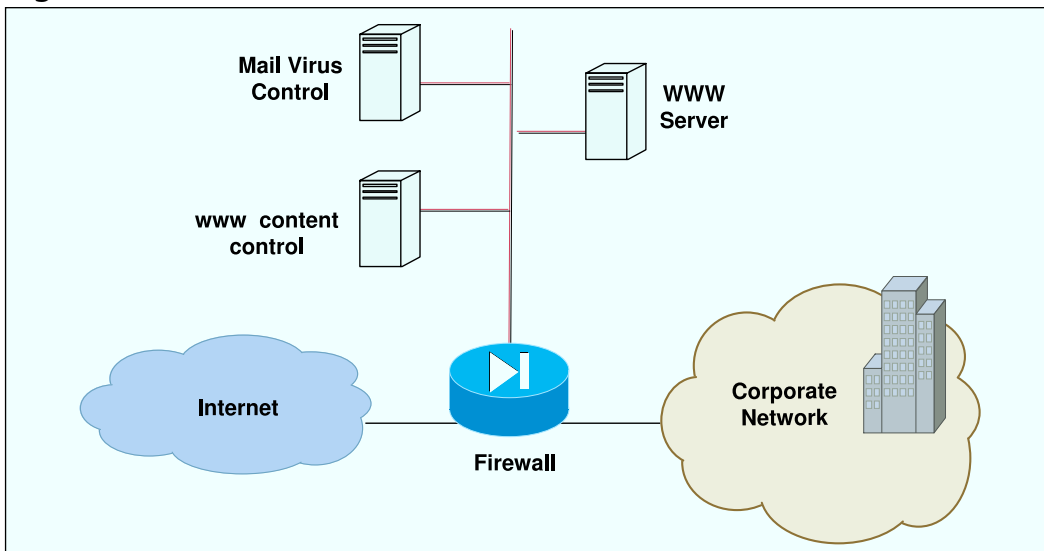 Mail Virus
Control
WWW
Server
www content
control
Internet
Corporate
Network
Firewall